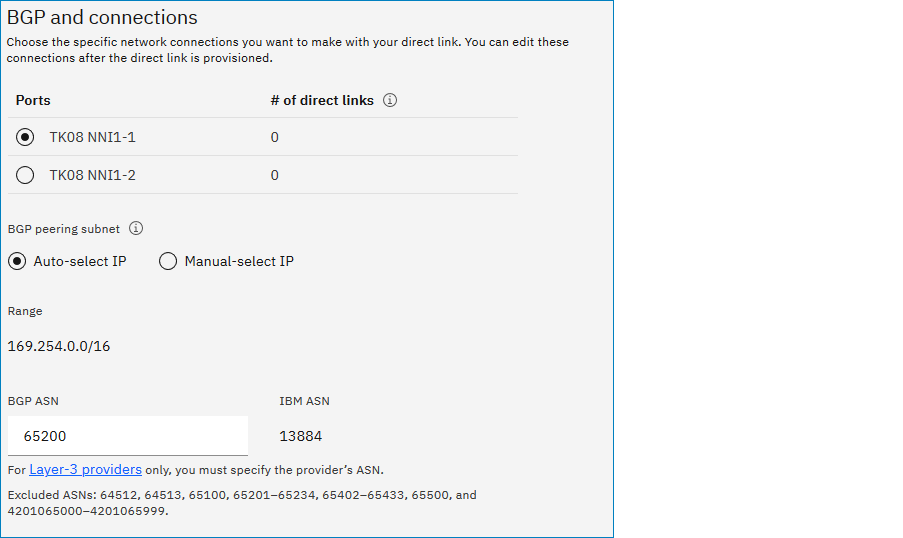 BGP and connections
Choose the specific network connections you want to make with your direct link. You can edit these
connections after the direct link is provisioned.
Ports # of direct links
TK08 NNI1-1 0
TK08 NNI1-2 0
BGP peering subnet
Auto-select IP Manual-select IP
Range
169.254.0.0/16
BGP ASN IBM ASN
65200 13884
For Layer-3 providers only, you must specify the provider’s ASN.
Excluded ASNs: 64512, 64513, 65100, 65201–65234, 65402–65433, 65500, and
4201065000–4201065999.